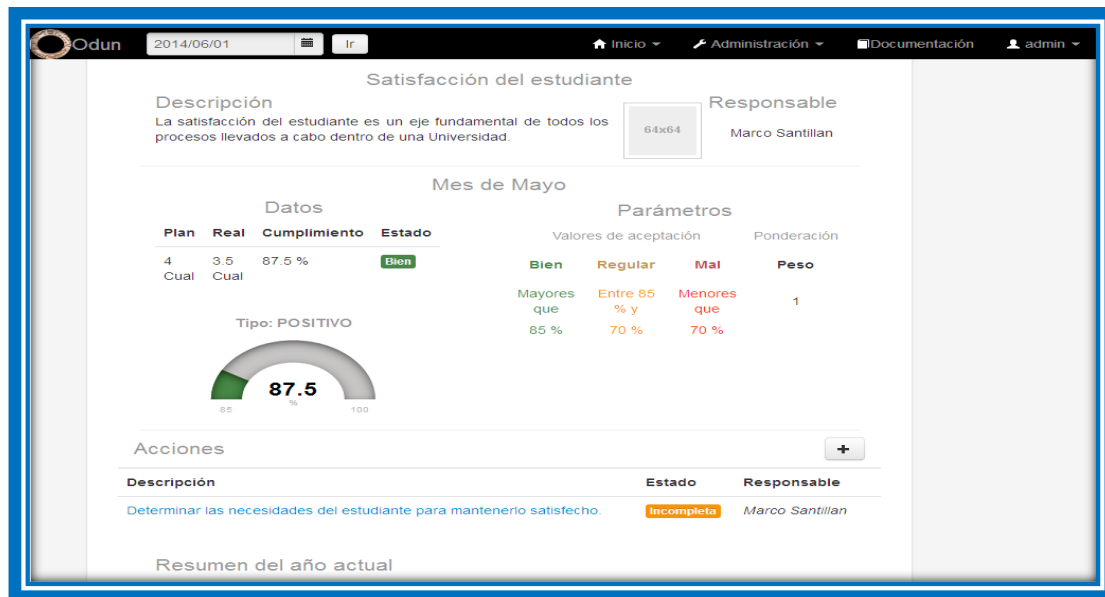 Odun 2014/06/01 Ir Inicio Administración Documentación admin
Satisfacción del estudiante
Descripción
La satisfacción del estudiante es un eje fundamental de todos los
procesos llevados a cabo dentro de una Universidad.
64x64
Responsable
Marco Santillan
Mes de Mayo
Datos
Plan Real Cumplimiento Estado
4 3.5 87.5 % Bien
Cual Cual
Tipo: POSITIVO
87.5
%
85 100
Parámetros
Valores de aceptación Ponderación
Bien Regular Mal Peso
Mayores Entre 85 Menores
que % y que 1
85 % 70 % 70 %
Acciones
Descripción Estado Responsable
Determinar las necesidades del estudiante para mantenerlo satisfecho. Incompleta Marco Santillan
Resumen del año actual